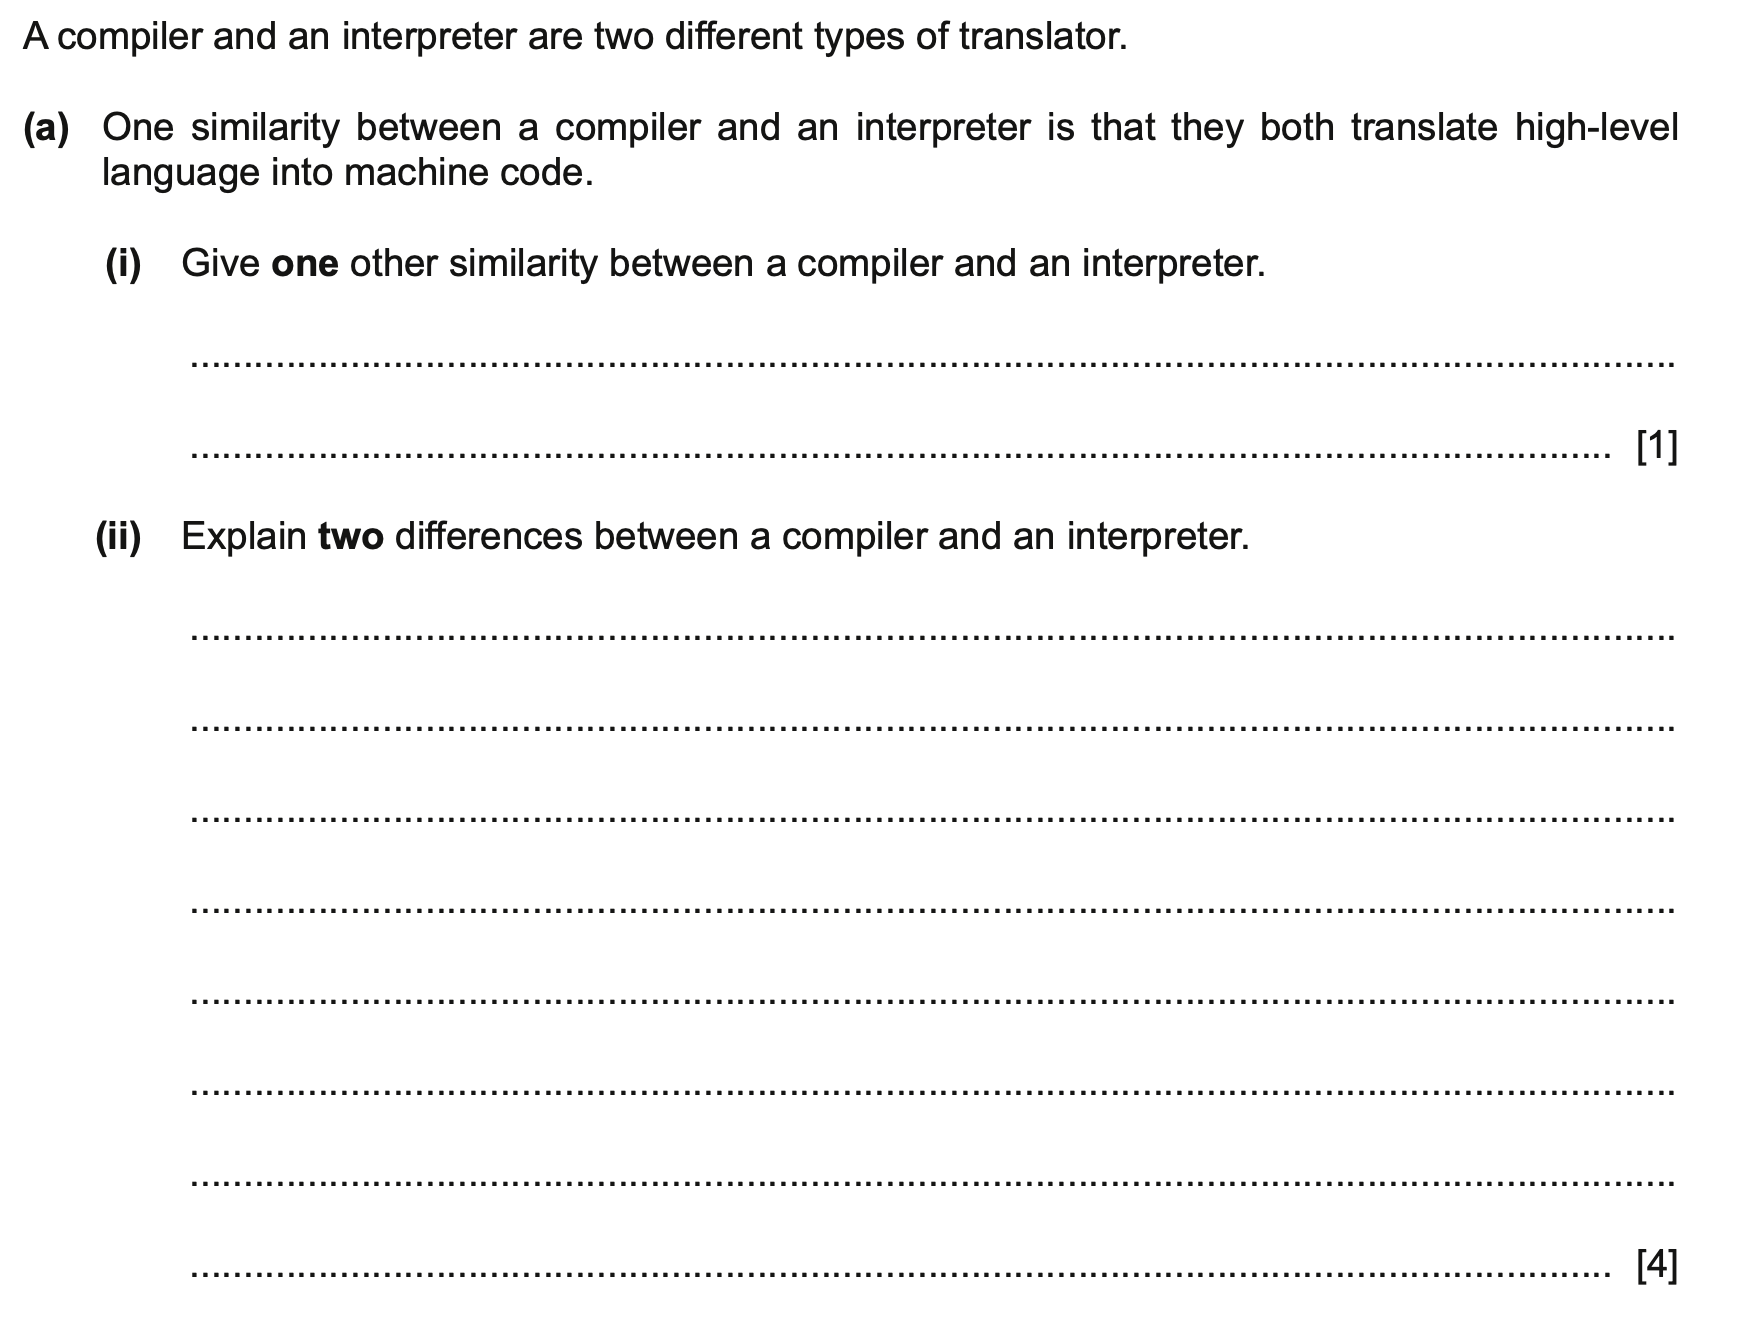 A compiler and an interpreter are two different types of translator.
(a) One similarity between a compiler and an interpreter is that they both translate high-level
language into machine code.
(i) Give one other similarity between a compiler and an interpreter.
[1]
(ii) Explain two differences between a compiler and an interpreter.
[4]